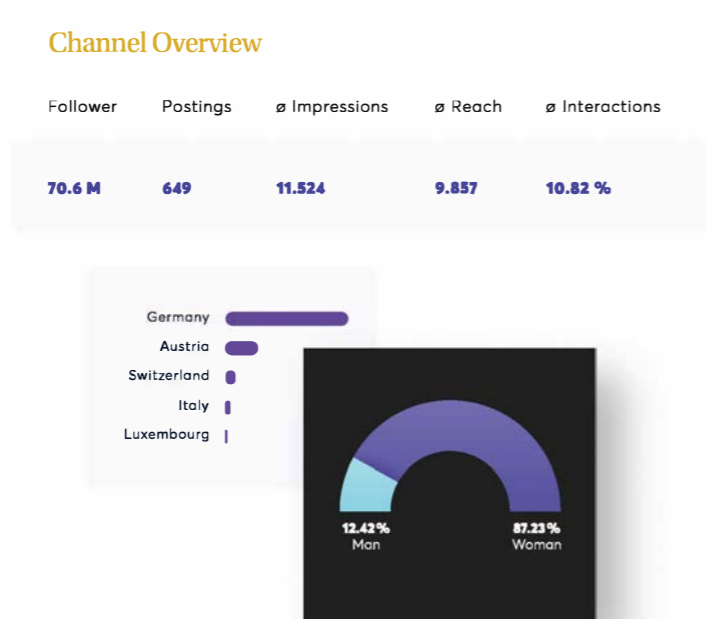 Channel Overview
Follower Postings ø Impressions ø Reach ø Interactions
70.6 M 649 11.524 9.857 10.82 %
Germany
Austria
Switzerland
Italy
Luxembourg
12.42% 87.23%
Man Woman